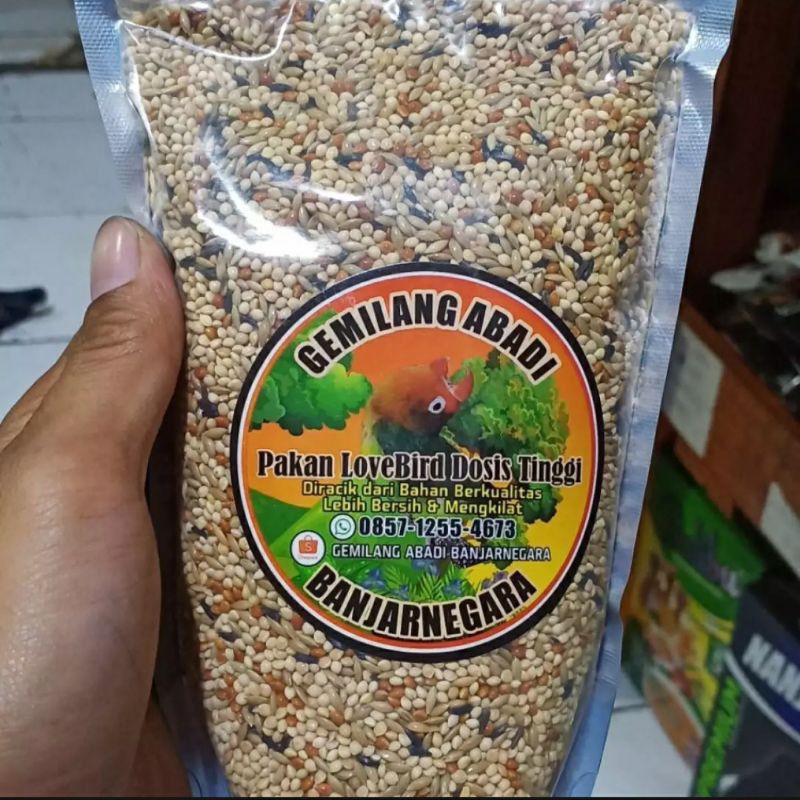 GEMILANG ABADI
Pakan LoveBird Dosis Tinggi
Diracik dari Bahan Berkualitas
Lebih Bersih & Mengkilat
0857-1255-4673
GEMILANG ABADI BANJARNEGARA
BANJARNEGARA